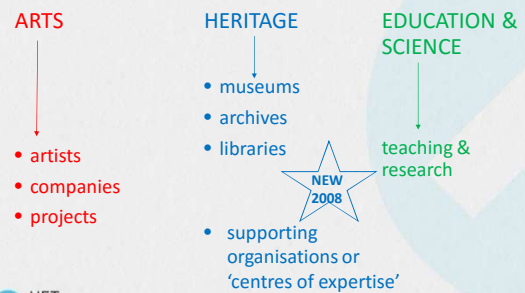 ARTS
• artists
• companies
• projects
HERITAGE
• museums
• archives
• libraries
NEW
2008
• supporting
organisations or
‘centres of expertise’
EDUCATION &
SCIENCE
teaching &
research